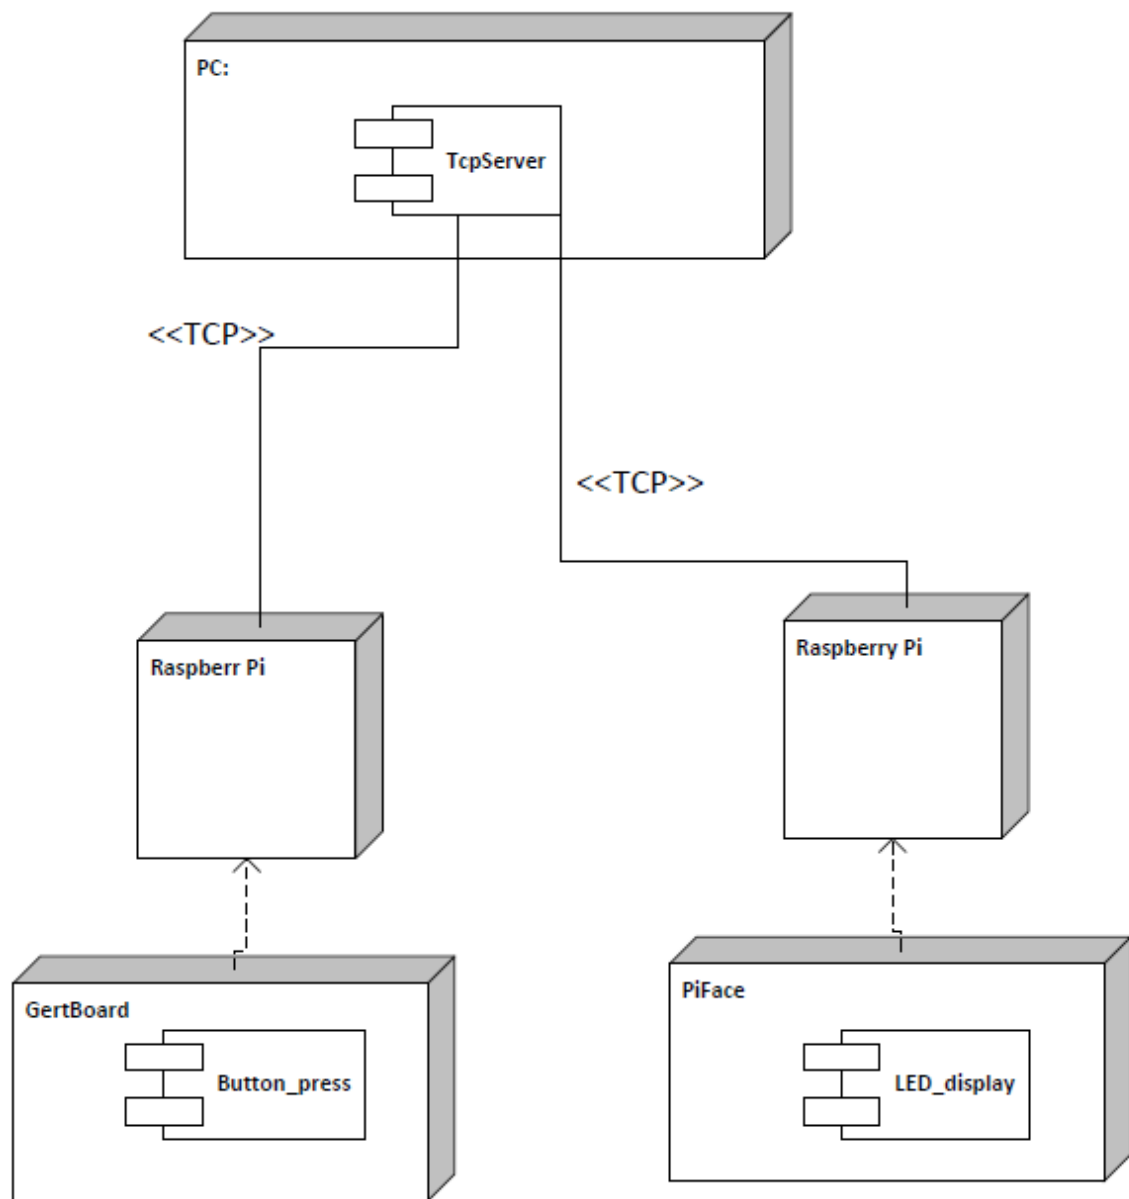 PC:
TcpServer
<<TCP>>
<<TCP>>
Raspberr Pi
Raspberry Pi
GertBoard
Button_press
PiFace
LED_display